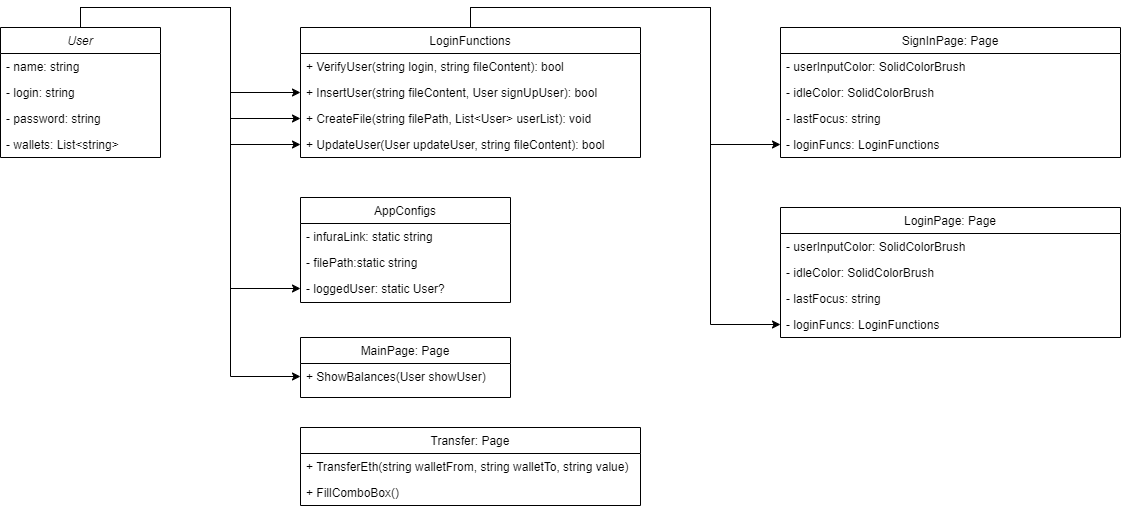 User
- name: string
- login: string
- password: string
- wallets: List<string>
LoginFunctions
+ VerifyUser(string login, string fileContent): bool
+ InsertUser(string fileContent, User signUpUser): bool
+ CreateFile(string filePath, List<User> userList): void
+ UpdateUser(User updateUser, string fileContent): bool
AppConfigs
- infuraLink: static string
- filePath:static string
- loggedUser: static User?
MainPage: Page
+ ShowBalances(User showUser)
Transfer: Page
+ TransferEth(string walletFrom, string walletTo, string value)
+ FillComboBox()
SignInPage: Page
- userInputColor: SolidColorBrush
- idleColor: SolidColorBrush
- lastFocus: string
- loginFuncs: LoginFunctions
LoginPage: Page
- userInputColor: SolidColorBrush
- idleColor: SolidColorBrush
- lastFocus: string
- loginFuncs: LoginFunctions